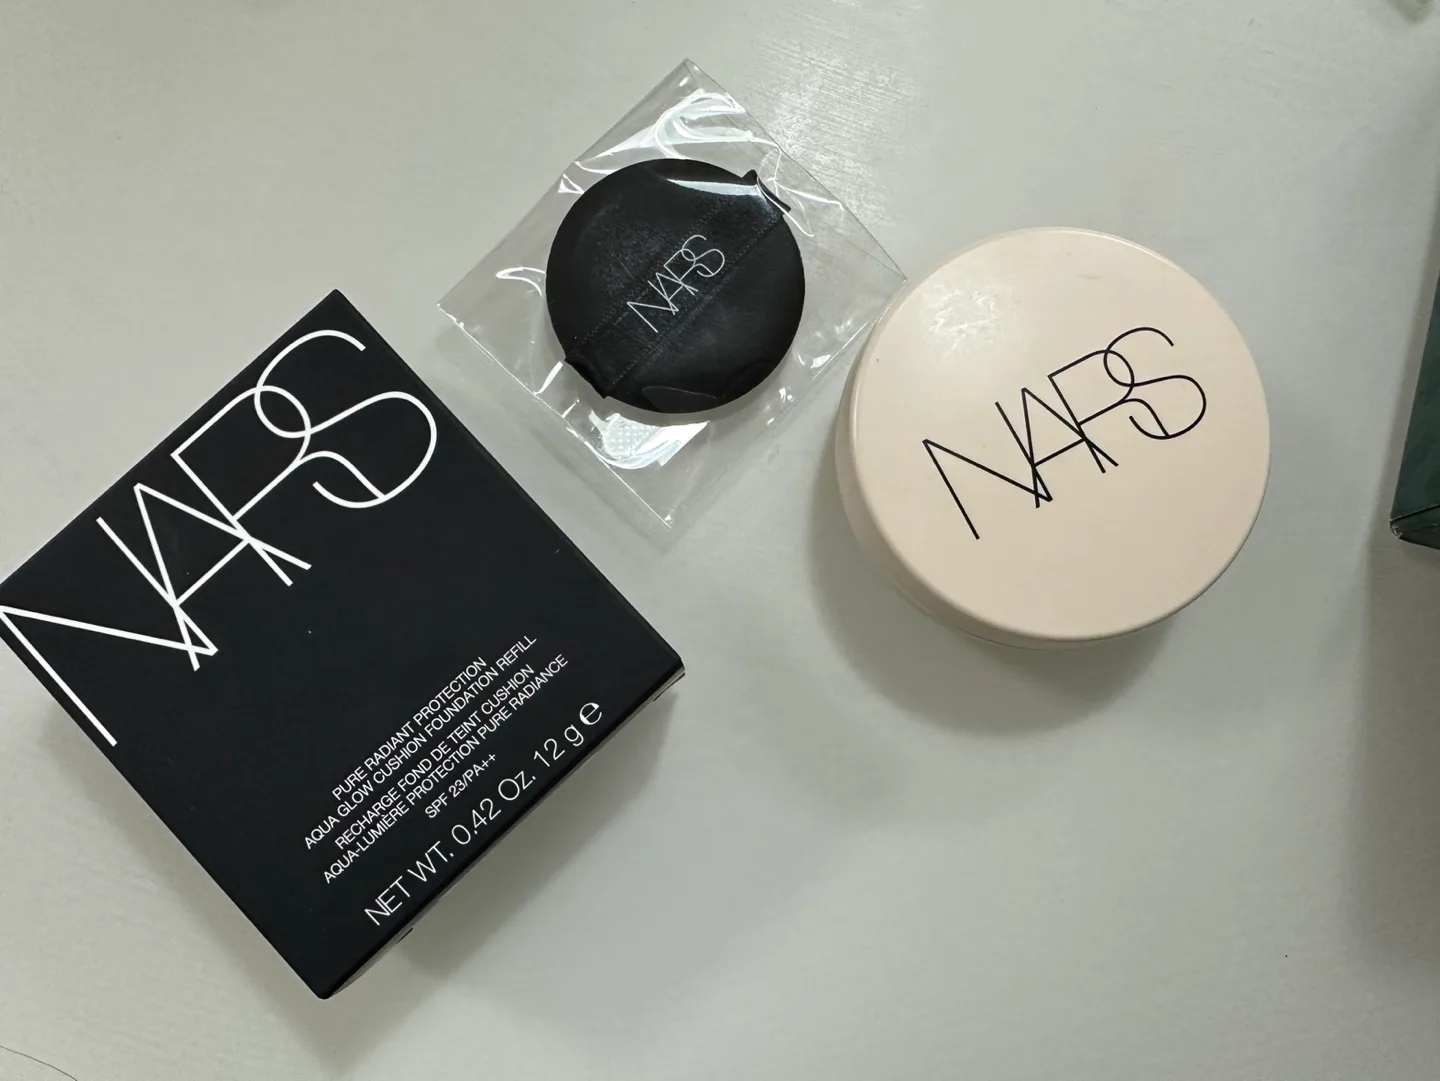 NARS
PURE RADIANT PROTECTION
AQUA GLOW CUSHION FOUNDATION REFILL
RECHARGE FOND DE TEINT CUSHION
AQUA-LUMIÈRE PROTECTION PURE RADIANCE
SPF 23/PA++
NET WT. 0.42 Oz. 12 g e
NARS
NARS